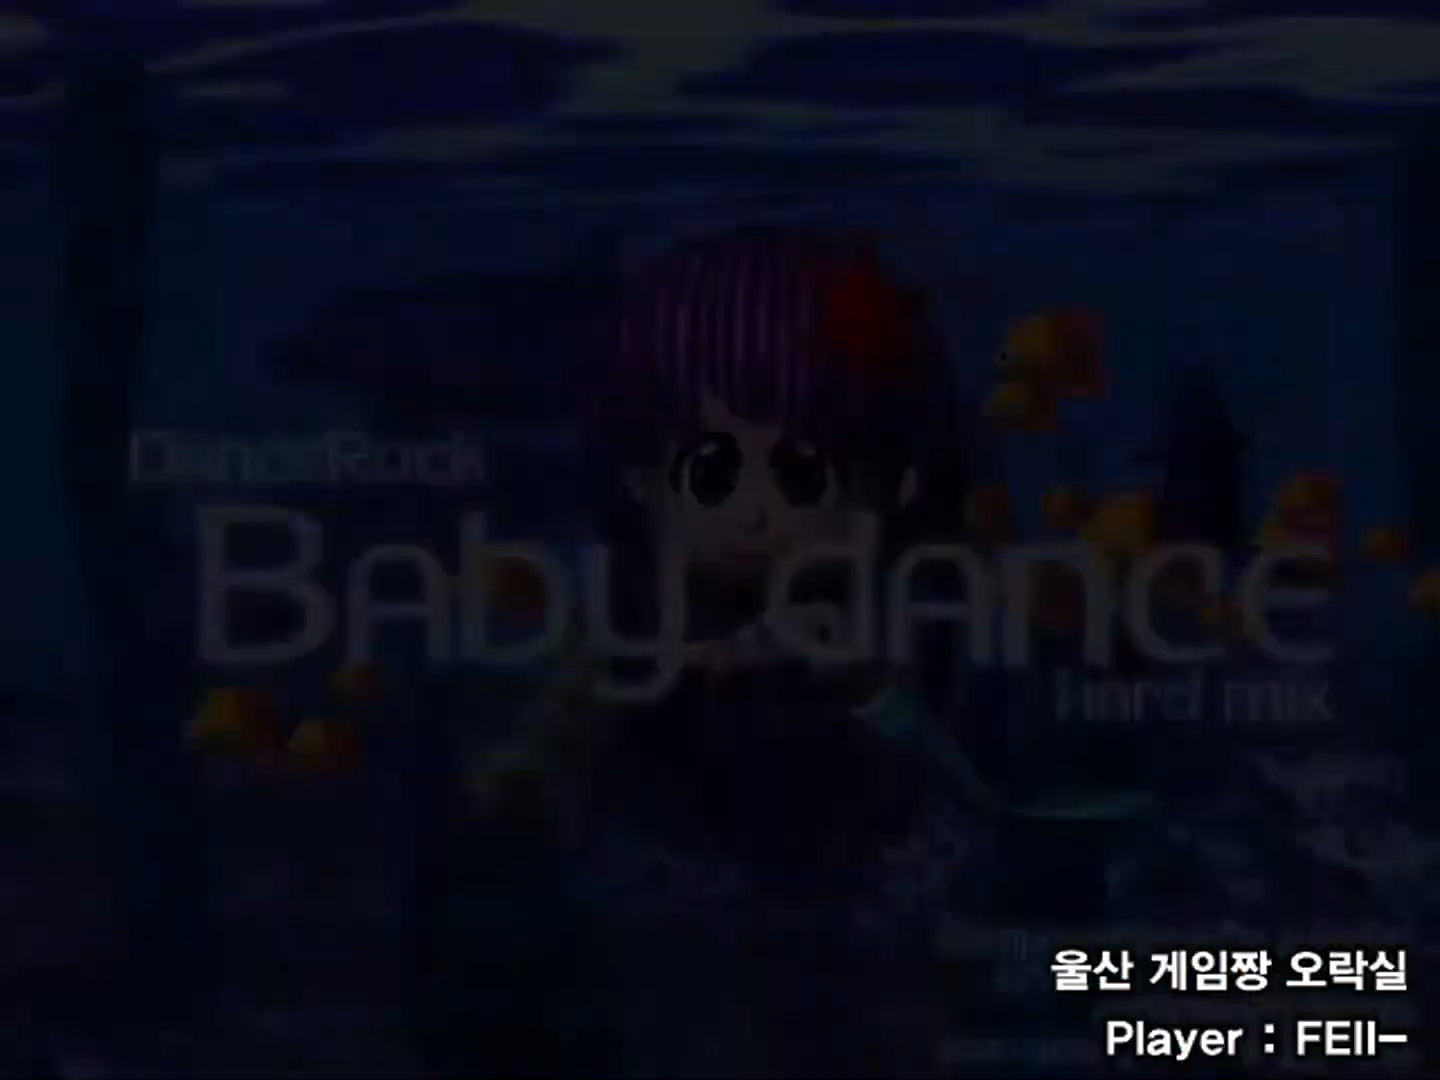 DanceRock
Baby dance
Hard mix
울산 게임짱 오락실
Player : FEII-